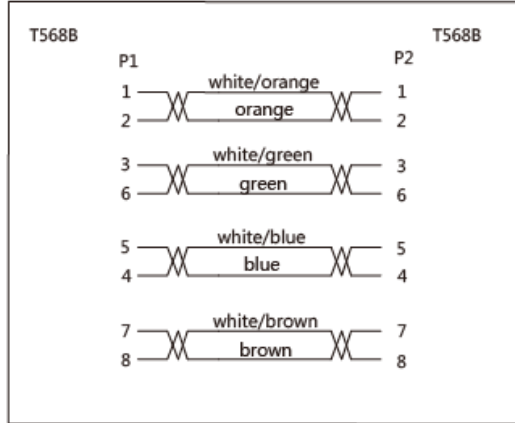 T568B T568B
P1 P2
1 white/orange 1
2 orange 2
3 white/green 3
6 green 6
5 white/blue 5
4 blue 4
7 white/brown 7
8 brown 8